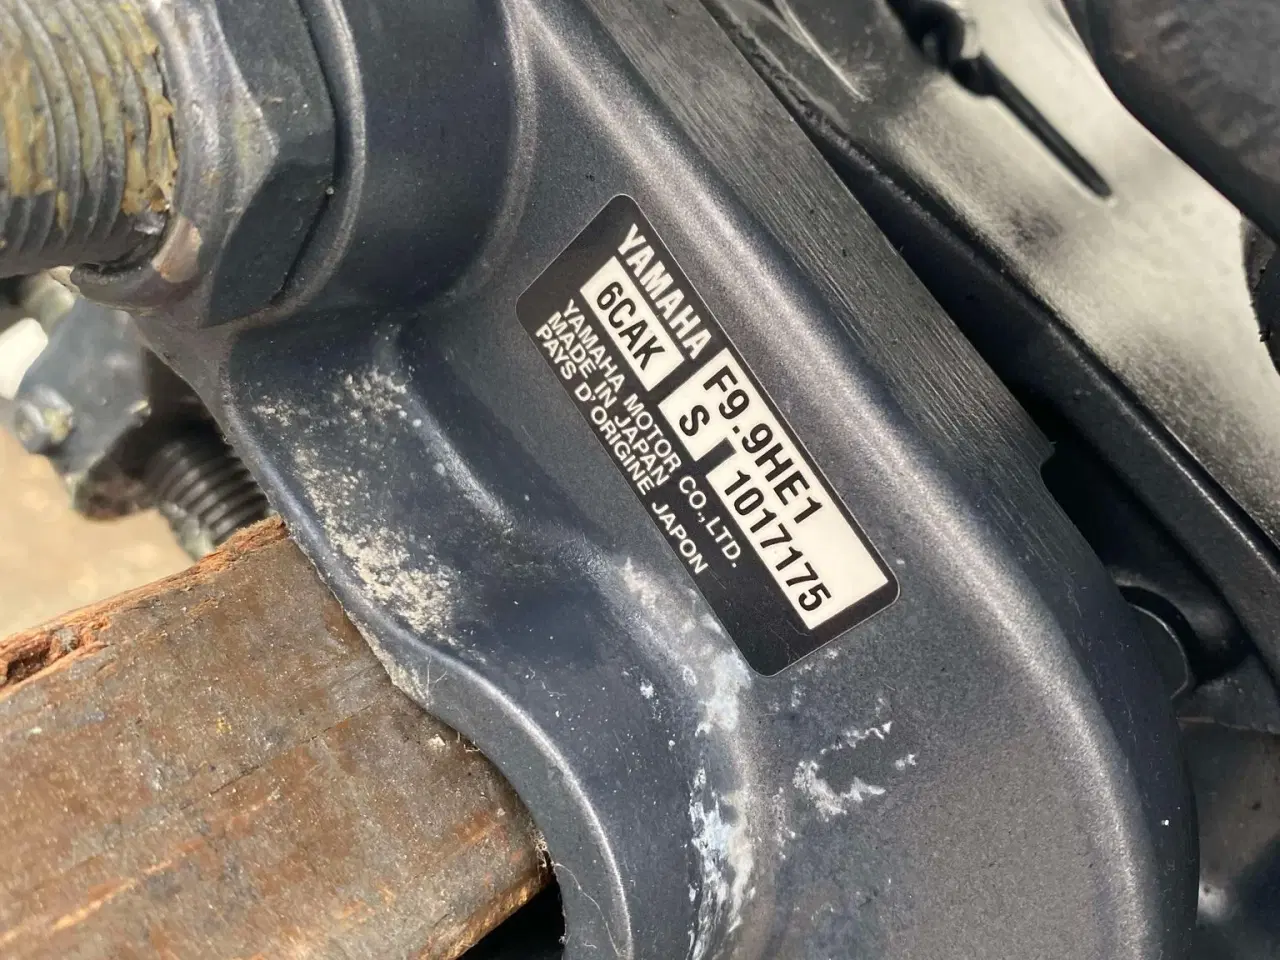 YAMAHA F9.9HE1
6CAK S 1017175
YAMAHA MOTOR CO.,LTD.
MADE IN JAPAN
PAYS D'ORIGINE JAPON